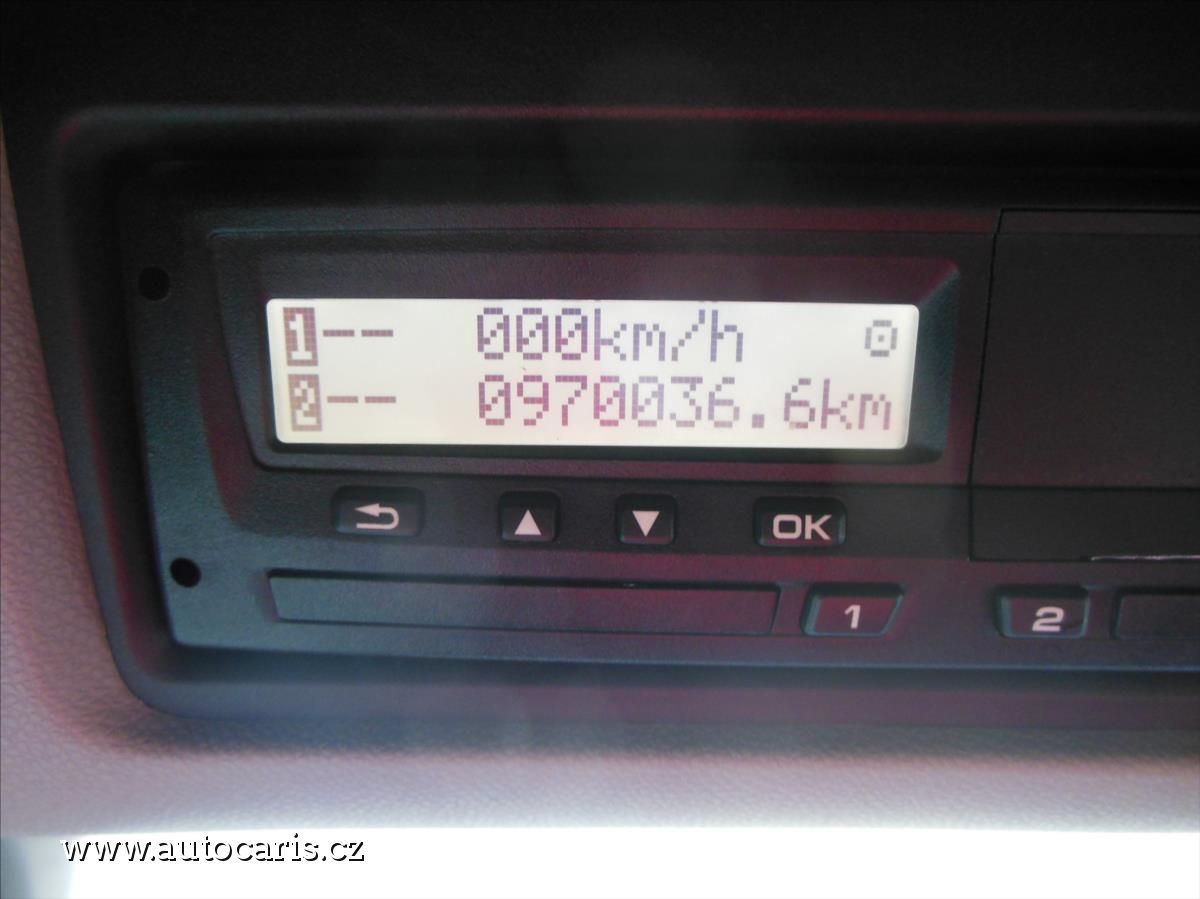 1-- 000km/h
2-- 0970036.6km
OK
1 2
www.autocaris.cz